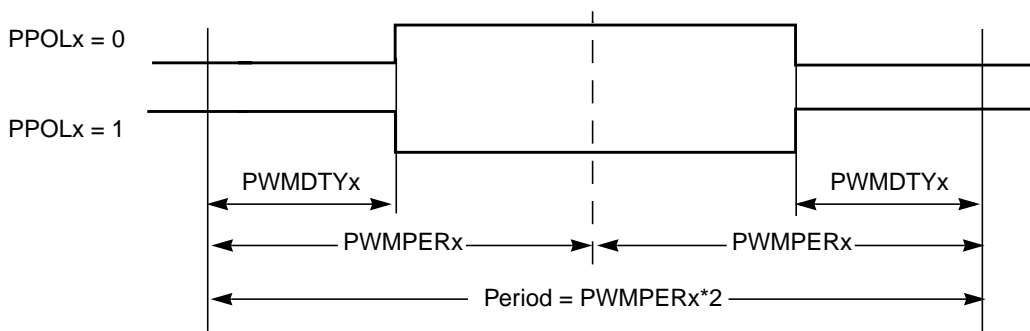 PPOLx = 0
PPOLx = 1
PWMDTYx
PWMDTYx
PWMPERx
PWMPERx
Period = PWMPERx*2